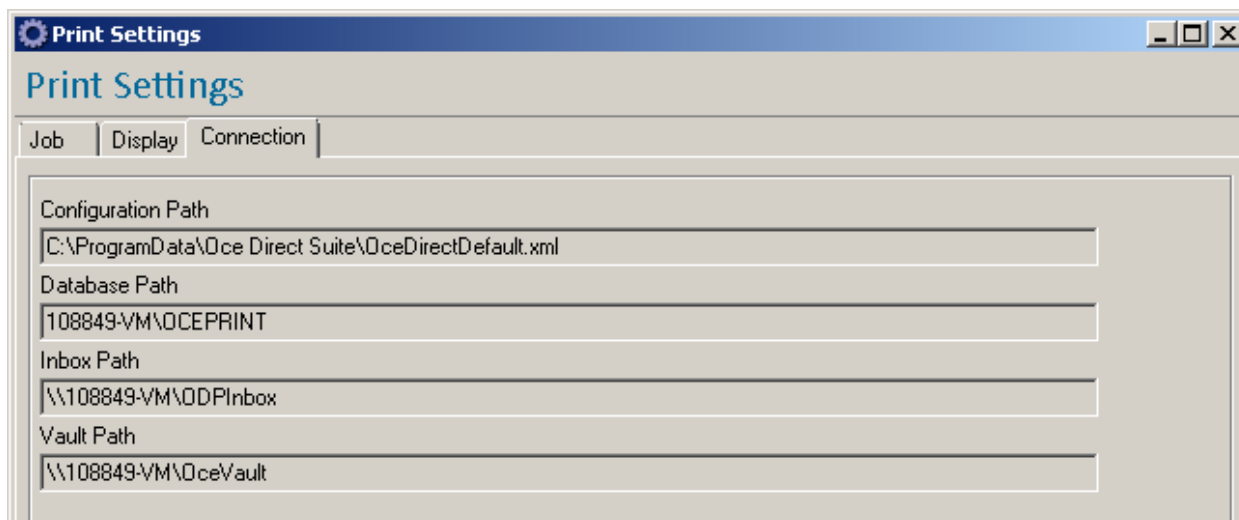 Print Settings
Print Settings
Job Display Connection
Configuration Path
C:\ProgramData\Oce Direct Suite\OceDirectDefault.xml
Database Path
108849-VM\OCEPRINT
Inbox Path
\\108849-VM\ODPInbox
Vault Path
\\108849-VM\OceVault